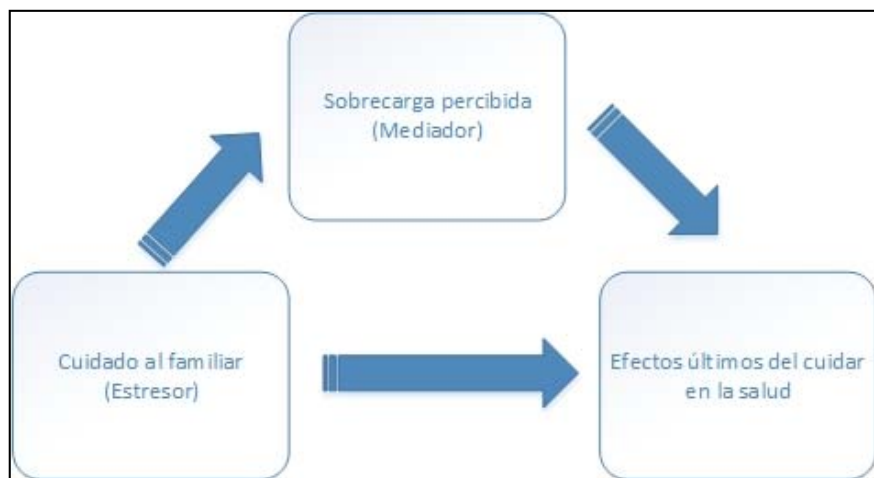 Sobrecarga percibida
(Mediador)
Cuidado al familiar
(Estresor)
Efectos últimos del cuidar
en la salud